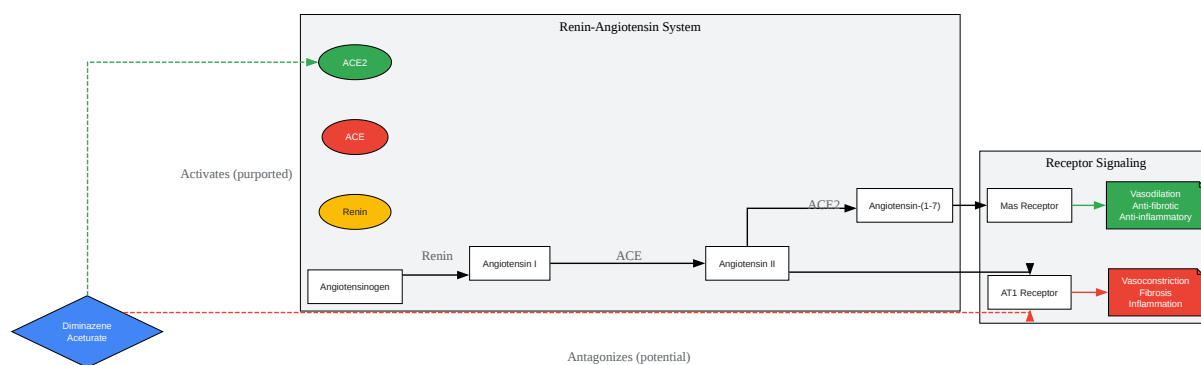 Renin-Angiotensin System
ACE2
ACE
Activates (purported)
Renin
Receptor Signaling
Mas Receptor
Vasodilation
Anti-fibrotic
Anti-inflammatory
ACE2
Angiotensin-(1-7)
Renin
ACE
Angiotensinogen
Angiotensin I
Angiotensin II
AT1 Receptor
Vasoconstriction
Fibrosis
Inflammation
Diminazene
Aceturate
Antagonizes (potential)